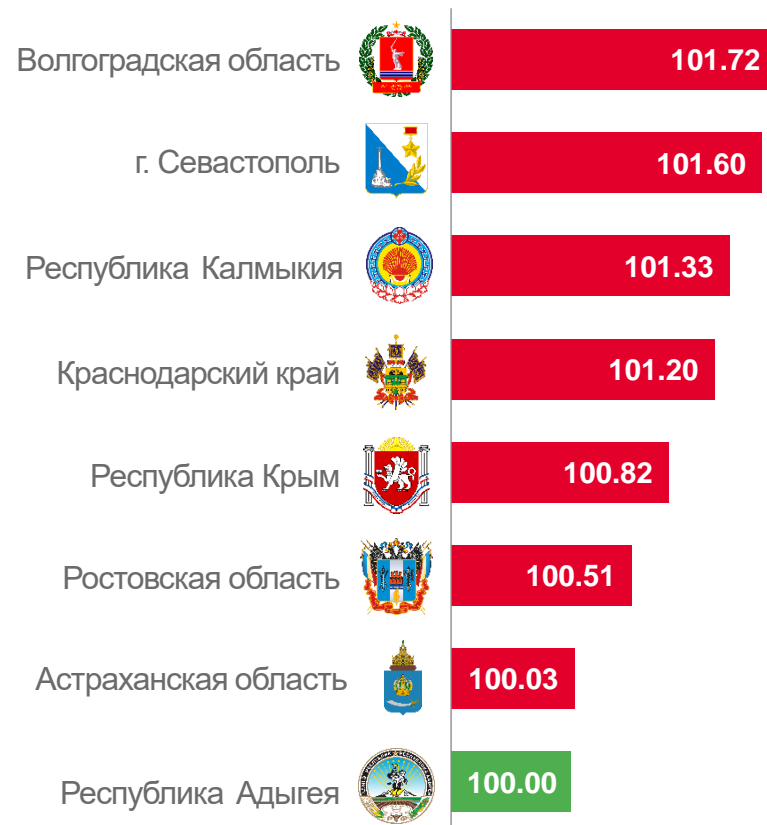 Волгоградская область 101.72
г. Севастополь 101.60
Республика Калмыкия 101.33
Краснодарский край 101.20
Республика Крым 100.82
Ростовская область 100.51
Астраханская область 100.03
Республика Адыгея 100.00